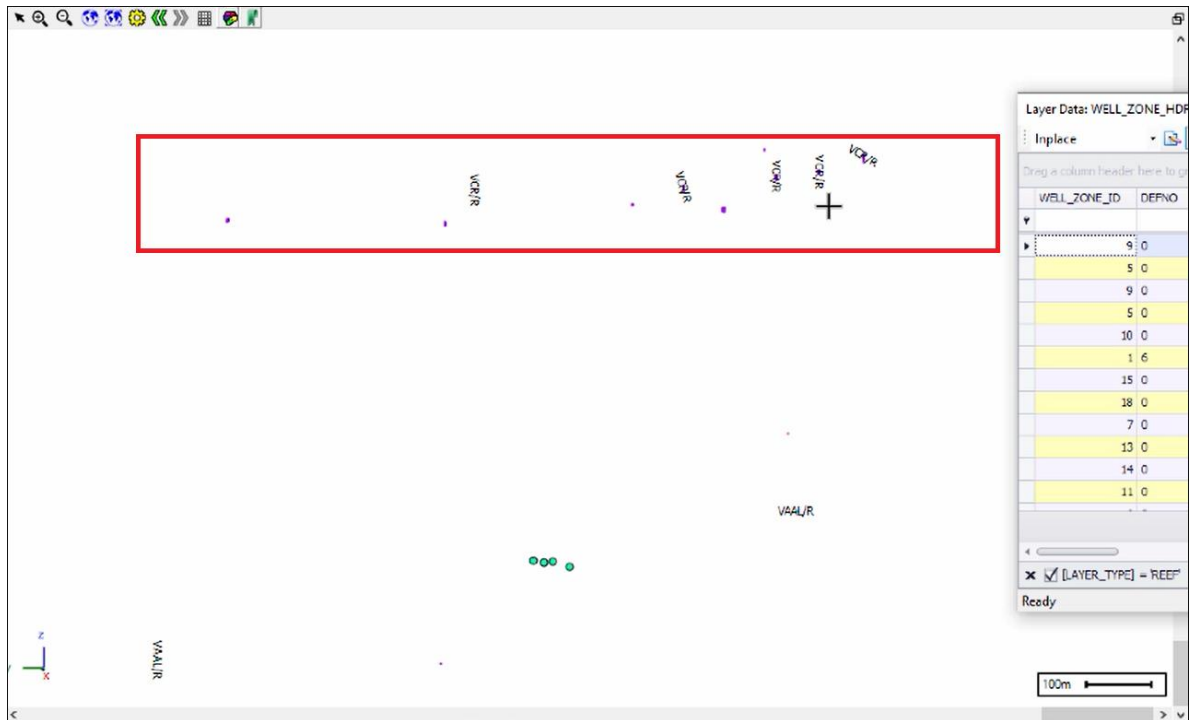 Layer Data: WELL_ZONE_HDR
Inplace
Drag a column header here to gr
WELL_ZONE_ID DEFNO
9 0
5 0
9 0
5 0
10 0
1 6
15 0
18 0
7 0
13 0
14 0
11 0
[LAYER_TYPE] = 'REEF'
Ready
VCR/R
VCR/R
VCR/R
VCR/R
VCR/R
VAAL/R
VAAL/R
z
x
100m